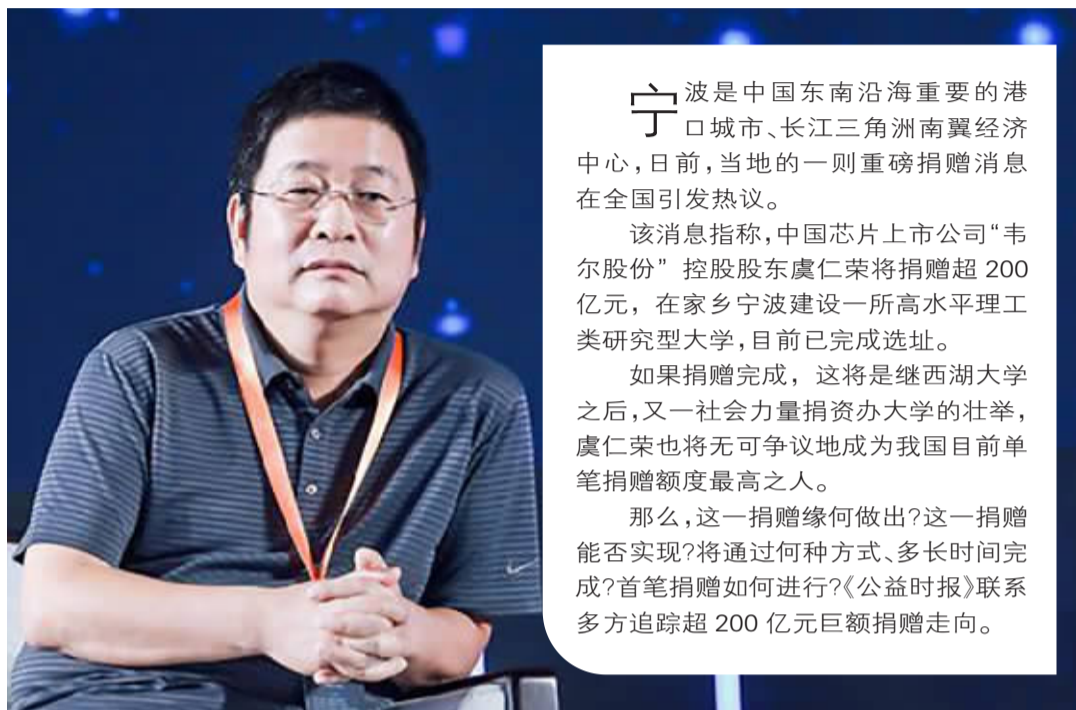 宁波是中国东南沿海重要的港
口城市、长江三角洲南翼经济
中心,日前,当地的一则重磅捐赠消息
在全国引发热议。
该消息指称,中国芯片上市公司“韦
尔股份” 控股股东虞仁荣将捐赠超 200
亿元, 在家乡宁波建设一所高水平理工
类研究型大学,目前已完成选址。
如果捐赠完成, 这将是继西湖大学
之后,又一社会力量捐资办大学的壮举,
虞仁荣也将无可争议地成为我国目前单
笔捐赠额度最高之人。
那么,这一捐赠缘何做出?这一捐赠
能否实现?将通过何种方式、多长时间完
成?首笔捐赠如何进行?《公益时报》联系
多方追踪超 200 亿元巨额捐赠走向。